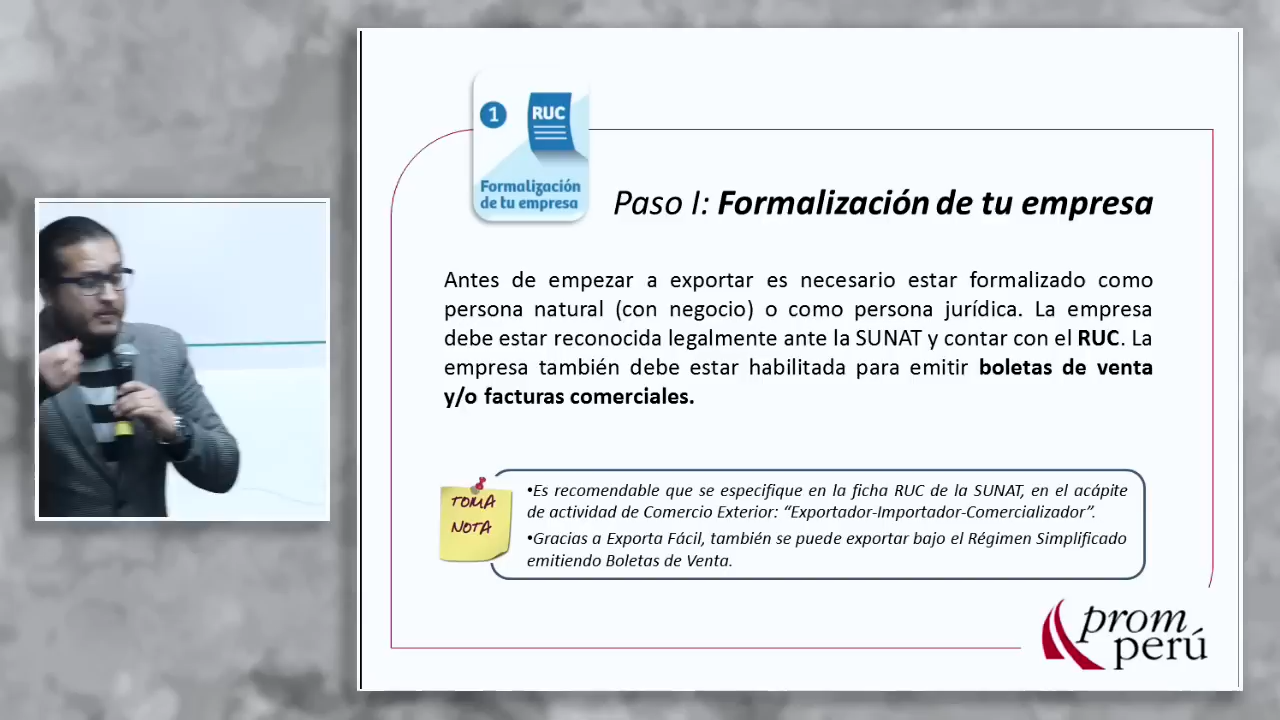 1
RUC
Formalización
de tu empresa
Paso I: Formalización de tu empresa
Antes de empezar a exportar es necesario estar formalizado como
persona natural (con negocio) o como persona jurídica. La empresa
debe estar reconocida legalmente ante la SUNAT y contar con el RUC. La
empresa también debe estar habilitada para emitir boletas de venta
y/o facturas comerciales.
TOMA
NOTA
•Es recomendable que se especifique en la ficha RUC de la SUNAT, en el acápite
de actividad de Comercio Exterior: “Exportador-Importador-Comercializador”.
•Gracias a Exporta Fácil, también se puede exportar bajo el Régimen Simplificado
emitiendo Boletas de Venta.
prom
perú